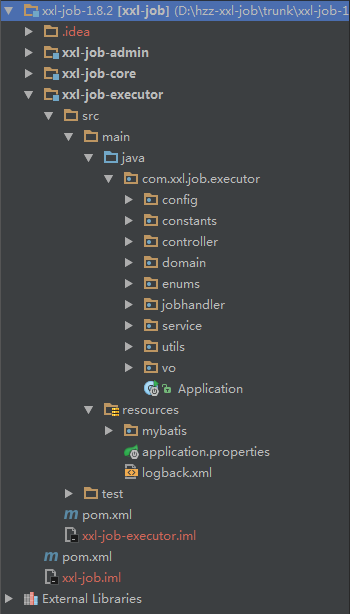 xxl-job-1.8.2 [xxl-job] (D:\hzz-xxl-job\trunk\xxl-job-1
.idea
xxl-job-admin
xxl-job-core
xxl-job-executor
src
main
java
com.xxl.job.executor
config
constants
controller
domain
enums
jobhandler
service
utils
vo
Application
resources
mybatis
application.properties
logback.xml
test
pom.xml
xxl-job-executor.iml
pom.xml
xxl-job.iml
External Libraries